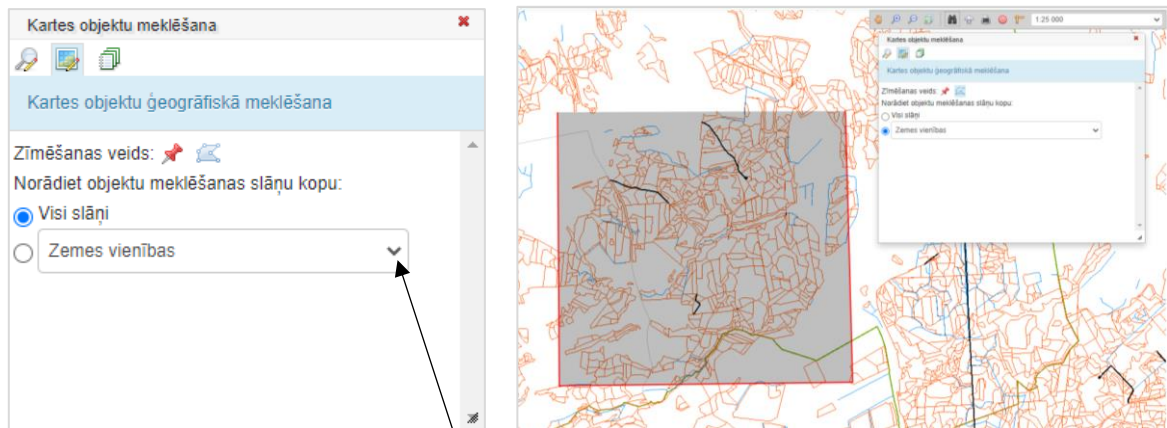 Kartes objektu meklēšana
Kartes objektu ģeogrāfiskā meklēšana
Zīmēšanas veids:
Norādiet objektu meklēšanas slāņu kopu:
Visi slāņi
Zemes vienības
1:25 000
Kartes objektu meklēšana
Kartes objektu ģeogrāfiskā meklēšana
Zīmēšanas veids:
Norādiet objektu meklēšanas slāņu kopu:
Visi slāņi
Zemes vienības